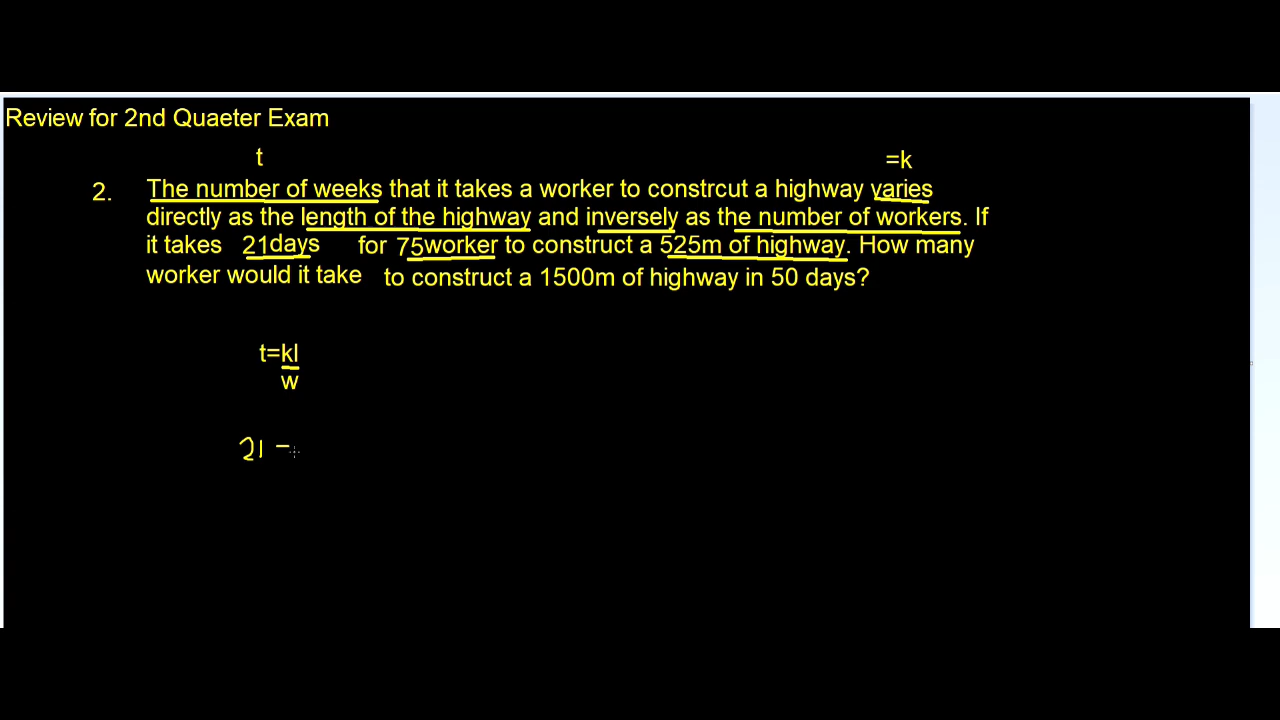 Review for 2nd Quaeter Exam
t
=k
2. The number of weeks that it takes a worker to constrcut a highway varies
directly as the length of the highway and inversely as the number of workers. If
it takes 21days for 75worker to construct a 525m of highway. How many
worker would it take to construct a 1500m of highway in 50 days?
t=kl
w
21 -